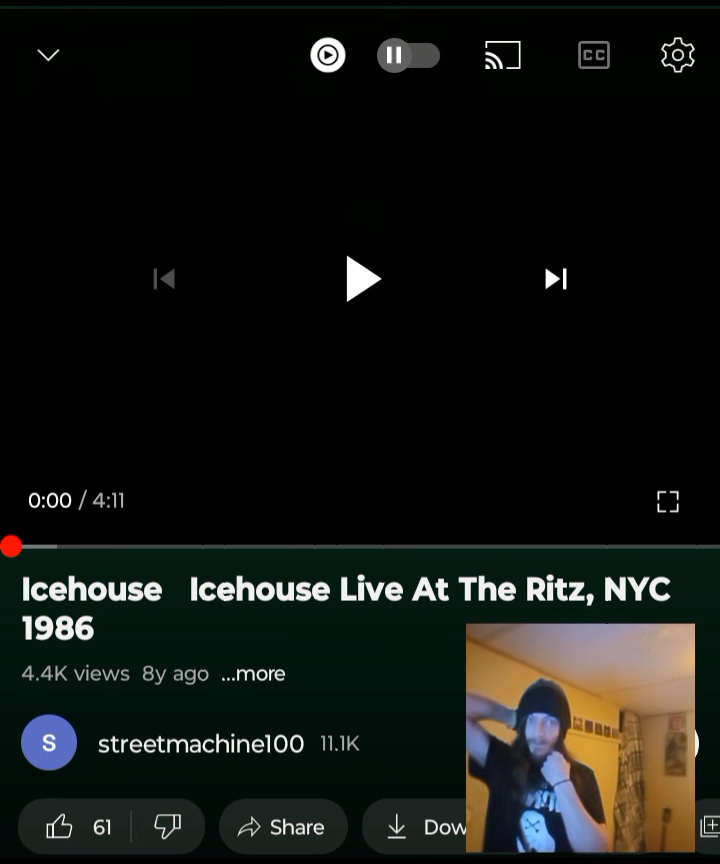 CC
0:00 / 4:11
Icehouse Icehouse Live At The Ritz, NYC
1986
4.4K views 8y ago ...more
S streetmachine100 11.1K
61 Share Dow